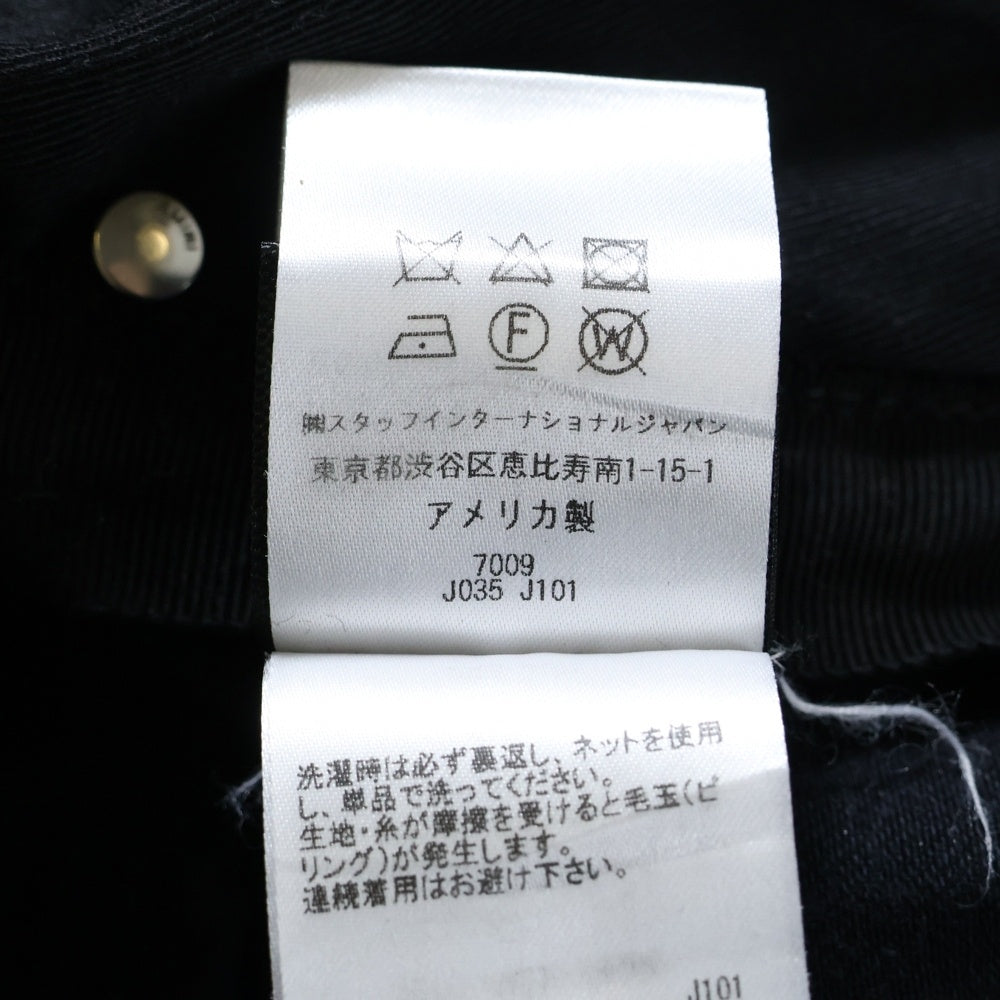 F
W
㈱スタッフインターナショナルジャパン
東京都渋谷区恵比寿南1-15-1
アメリカ製
7009
J035 J101
洗濯時は必ず裏返し、ネットを使用
し、単品で洗ってください。
生地・糸が摩擦を受けると毛玉(ピ
リング)が発生します。
連続着用はお避け下さい。
J101